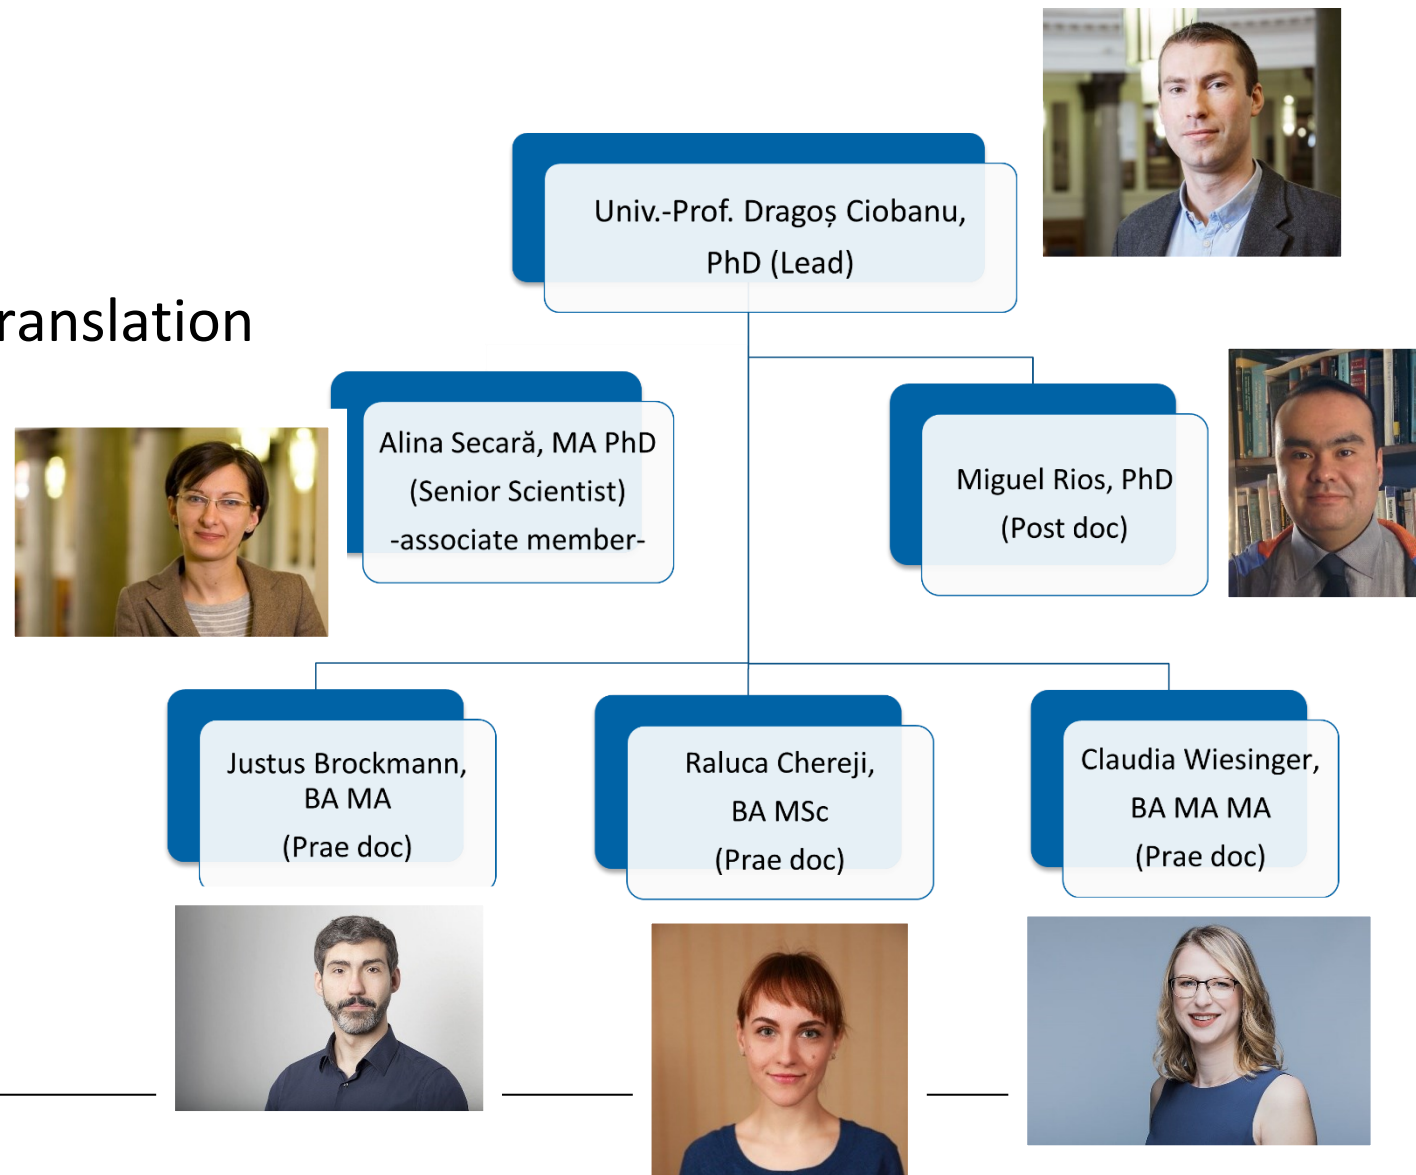 Univ.-Prof. Dragoș Ciobanu,
PhD (Lead)
ranslation
Alina Secară, MA PhD
(Senior Scientist)
-associate member-
Miguel Rios, PhD
(Post doc)
Justus Brockmann,
BA MA
(Prae doc)
Raluca Chereji,
BA MSc
(Prae doc)
Claudia Wiesinger,
BA MA MA
(Prae doc)